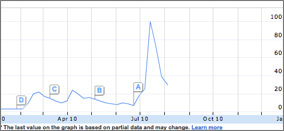 100
80
60
40
20
0
D
C
B
A
0
Apr 10
Jul 10
Oct 10
Ja
? The last value on the graph is based on partial data and may change. Learn more